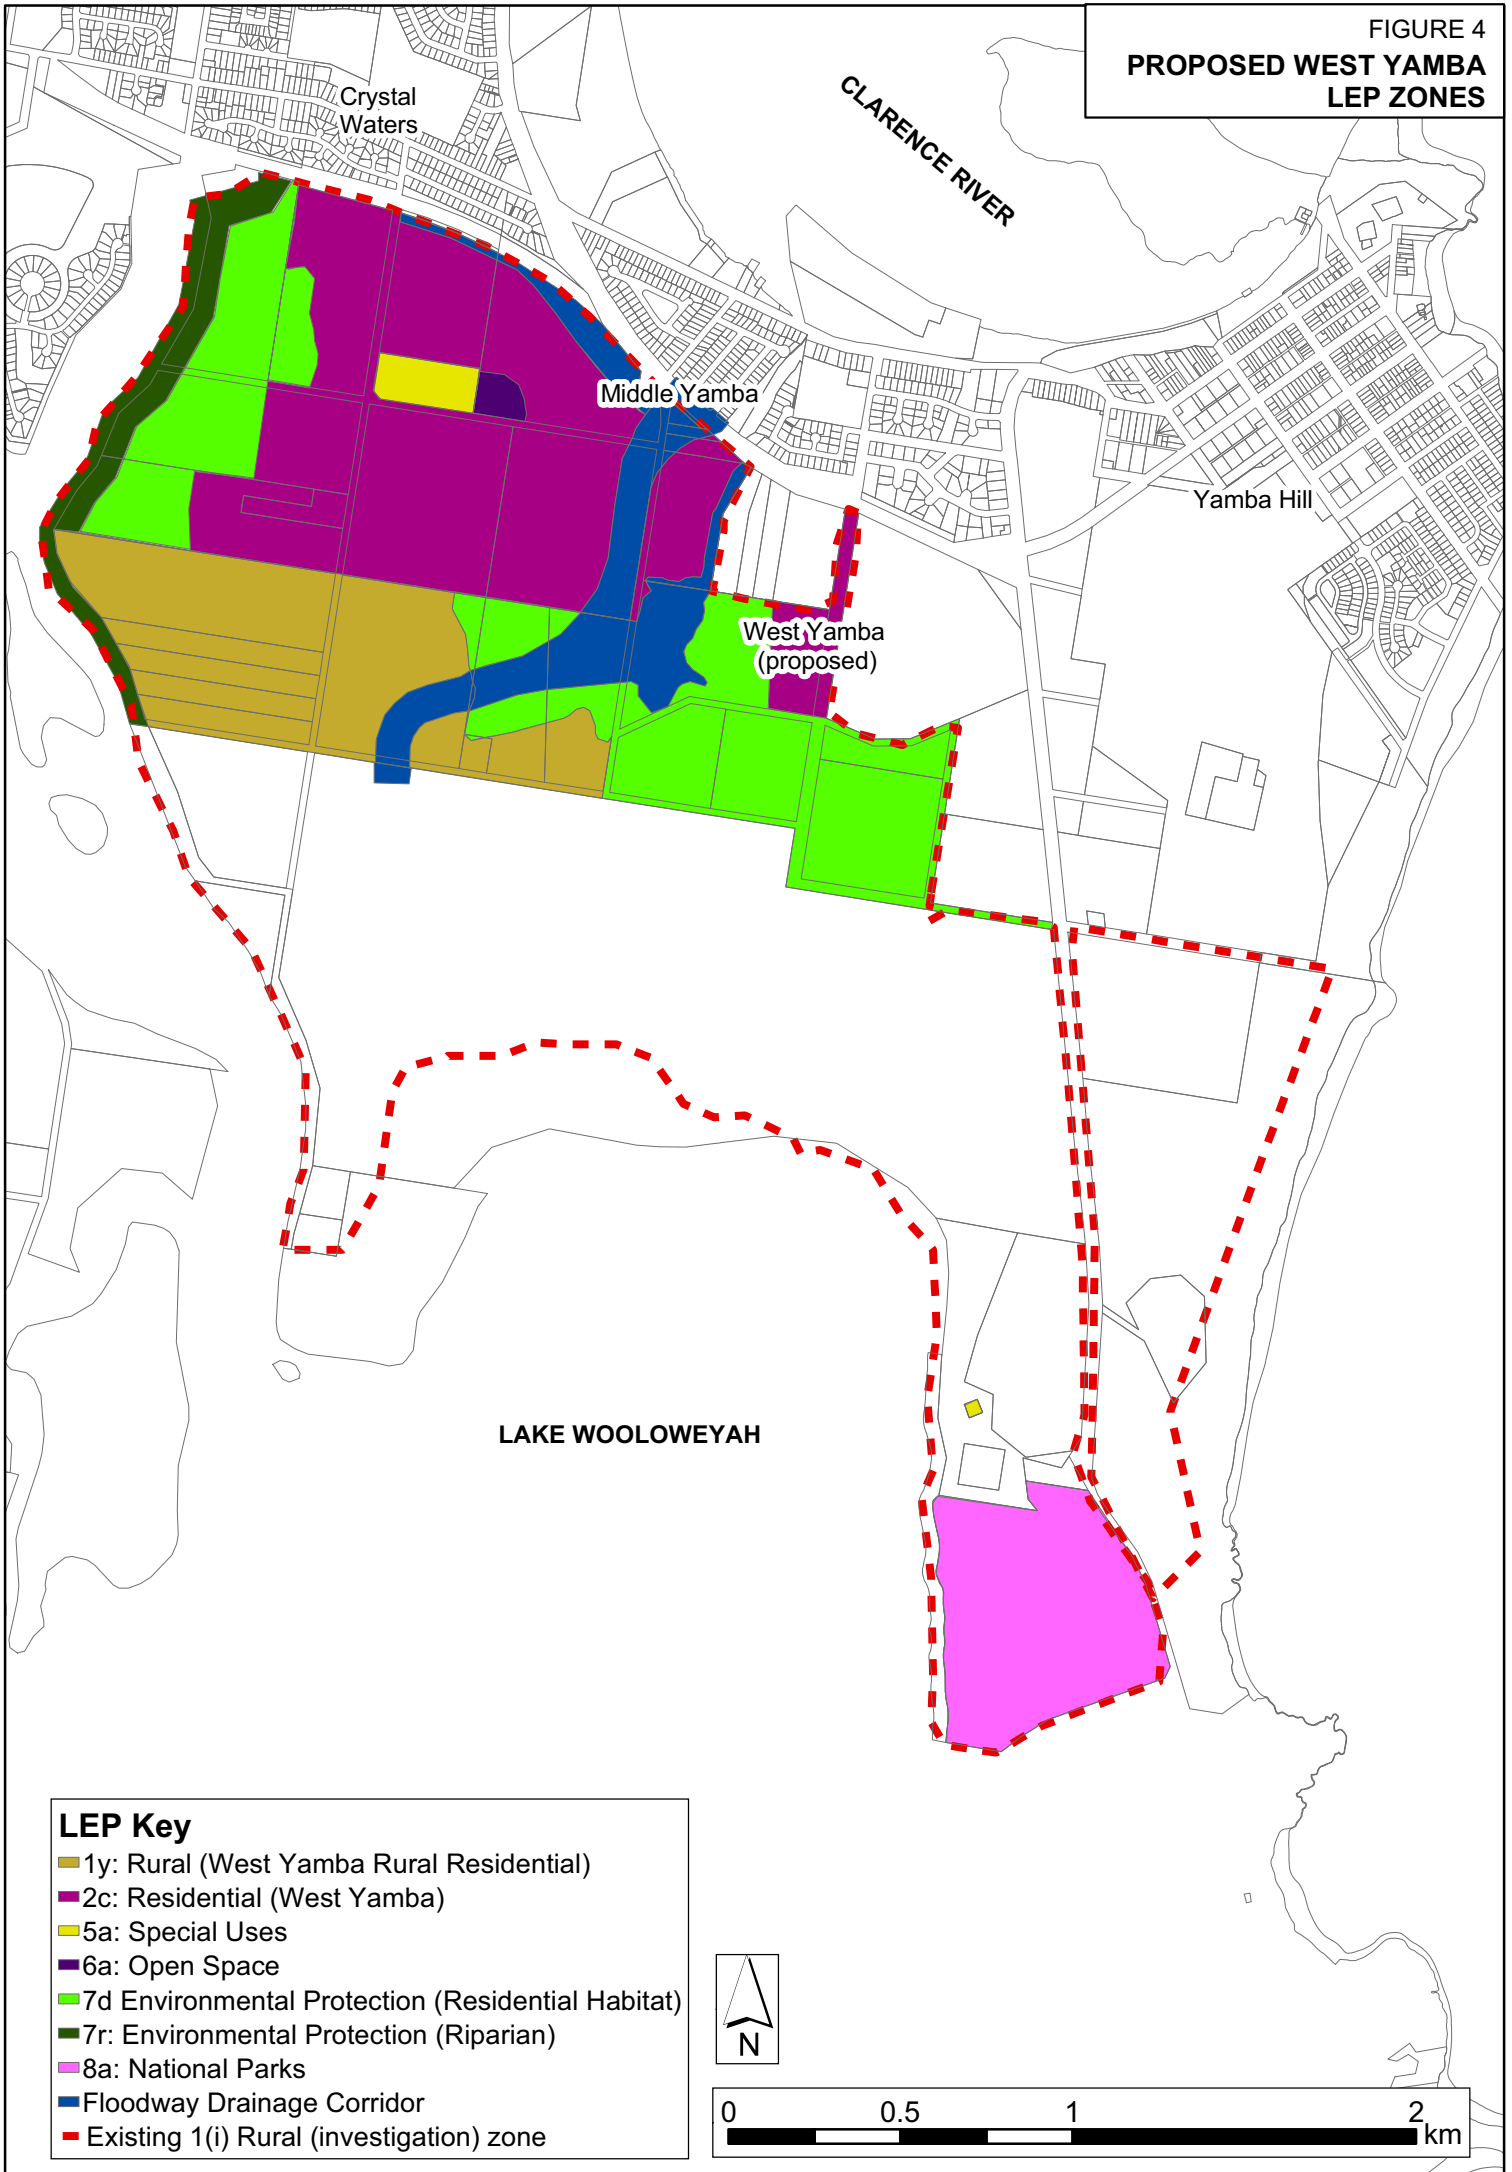 FIGURE 4
PROPOSED WEST YAMBA
LEP ZONES
Crystal
Waters
CLARENCE RIVER
Middle Yamba
Yamba Hill
West Yamba
(proposed)
LAKE WOOLOWEYAH
LEP Key
1y: Rural (West Yamba Rural Residential)
2c: Residential (West Yamba)
5a: Special Uses
6a: Open Space
7d Environmental Protection (Residential Habitat)
7r: Environmental Protection (Riparian)
8a: National Parks
Floodway Drainage Corridor
Existing 1(i) Rural (investigation) zone
N
0 0.5 1 2
km